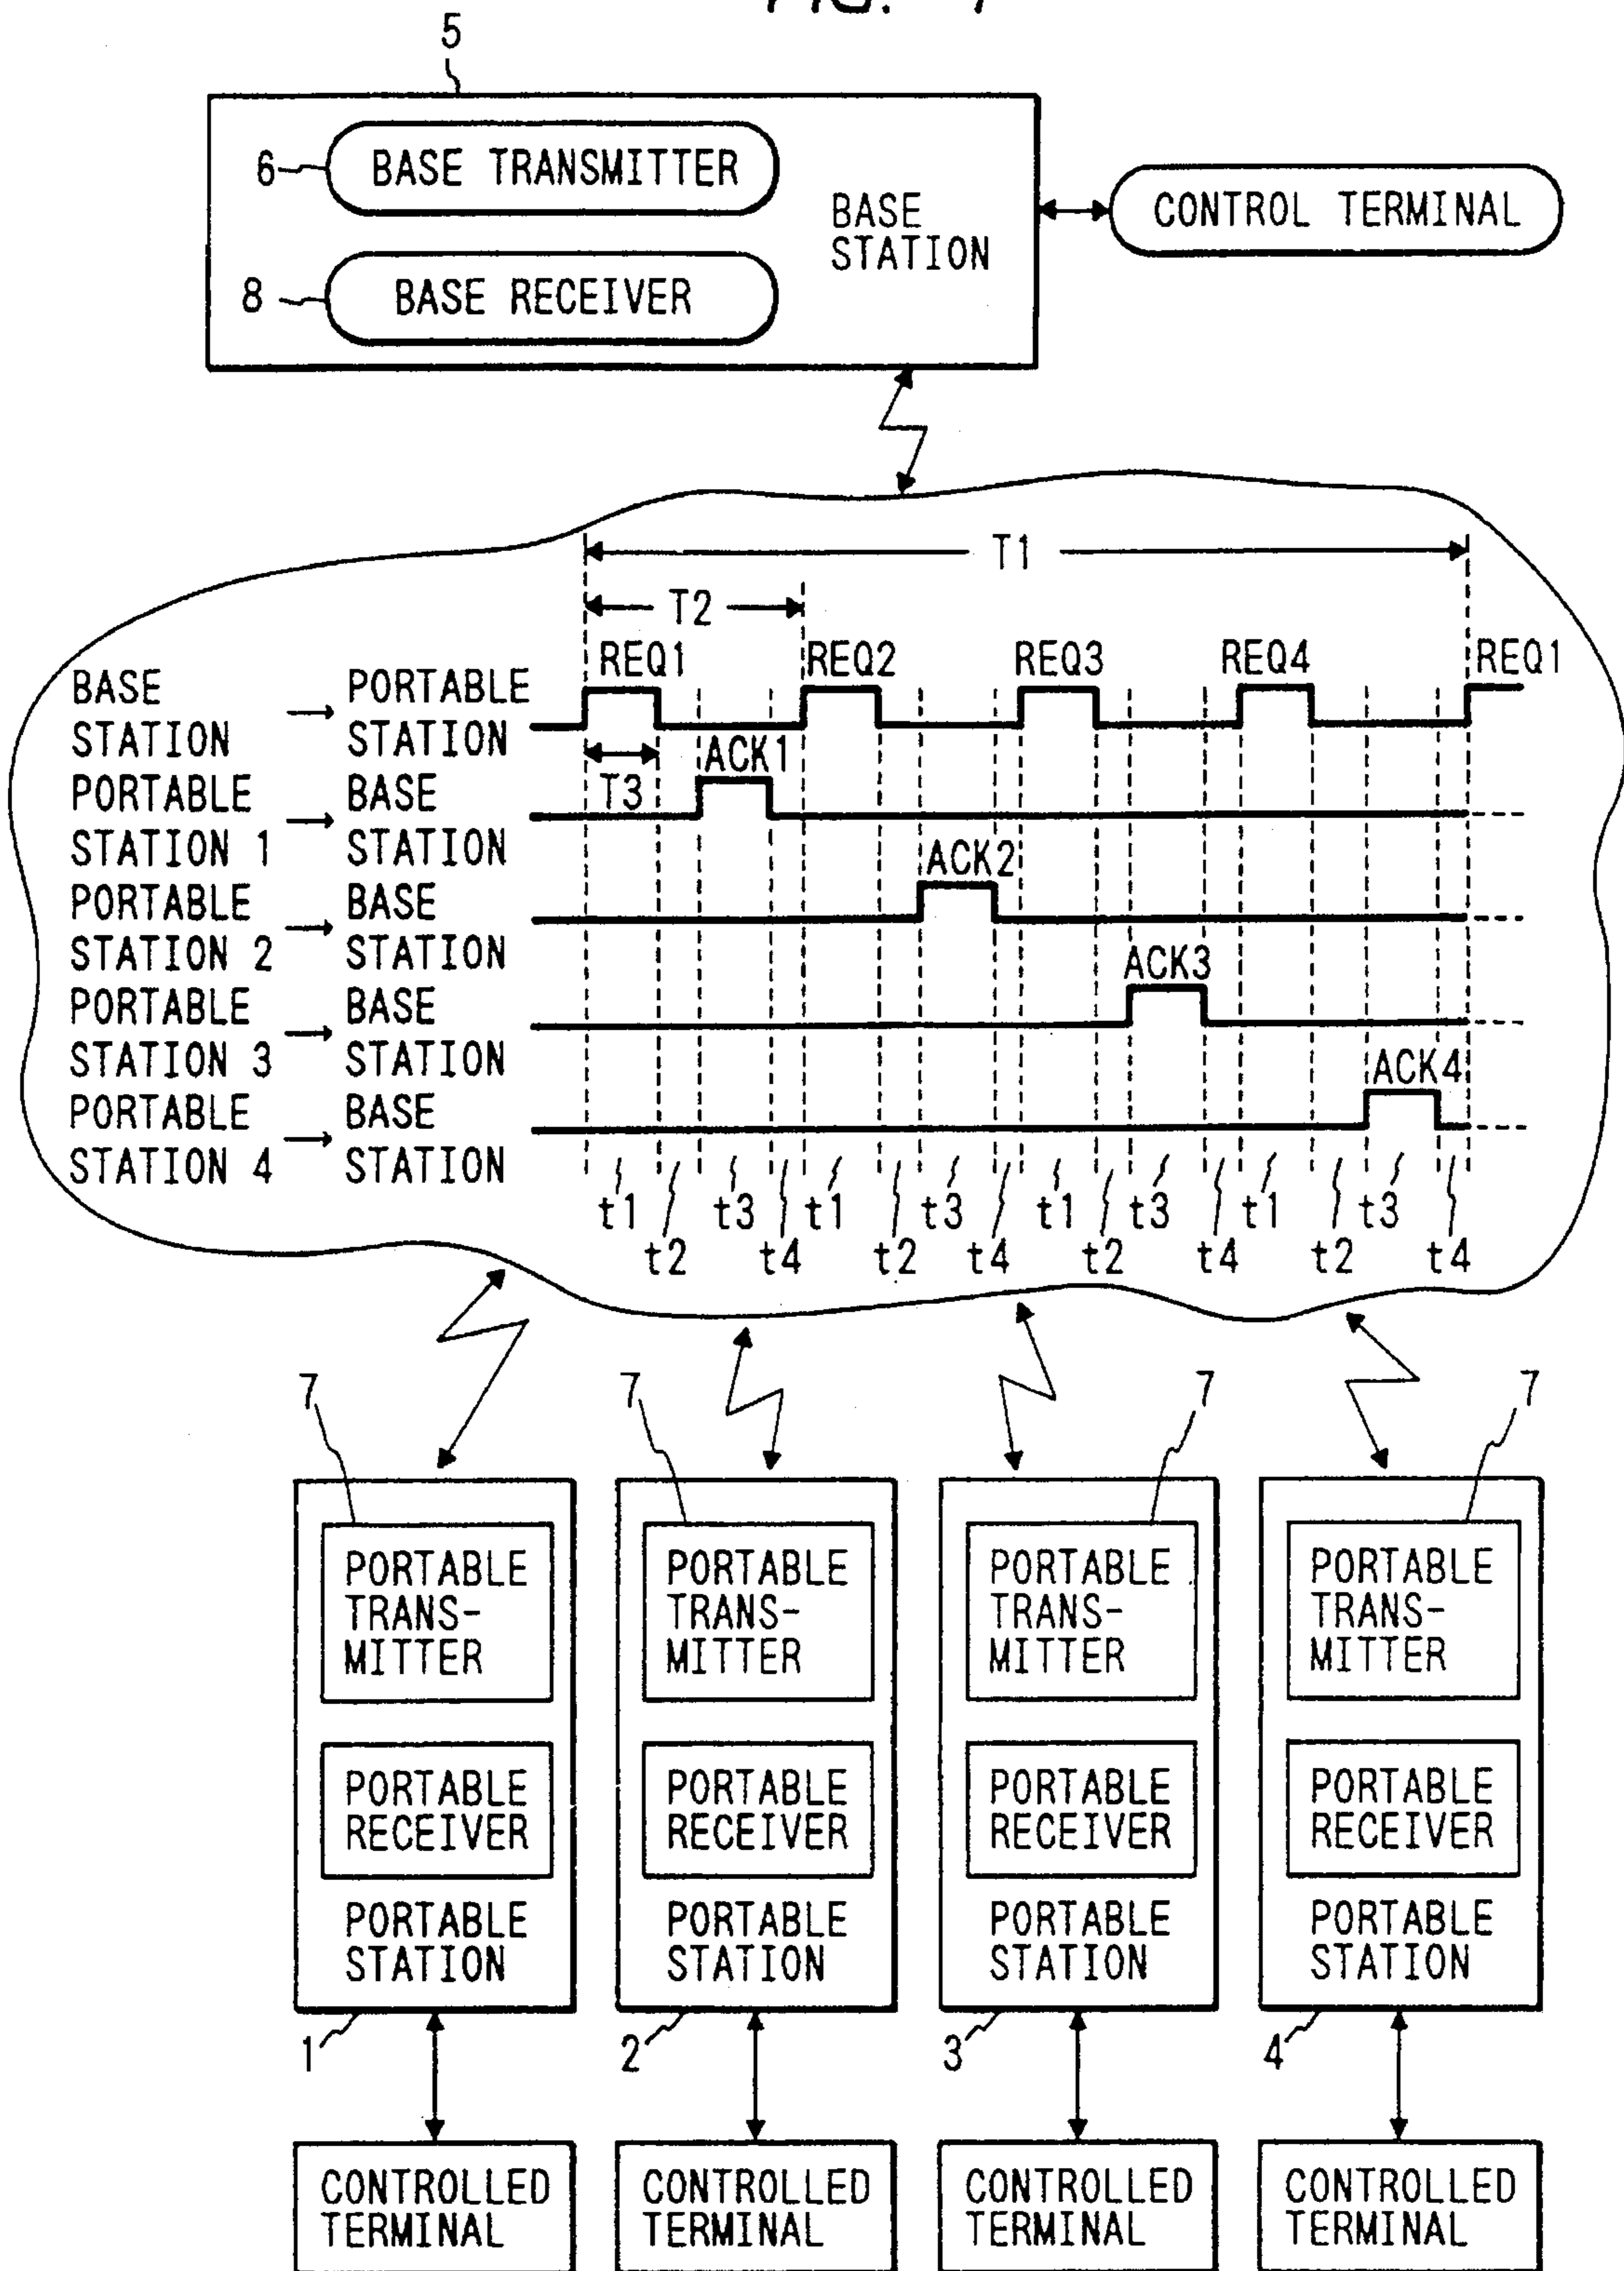 5
6 BASE TRANSMITTER
BASE
STATION
CONTROL TERMINAL
8 BASE RECEIVER
T1
T2
REQ1 REQ2 REQ3 REQ4 REQ1
BASE STATION → PORTABLE STATION
T3
ACK1
PORTABLE STATION 1 → BASE STATION
ACK2
PORTABLE STATION 2 → BASE STATION
ACK3
PORTABLE STATION 3 → BASE STATION
ACK4
PORTABLE STATION 4 → BASE STATION
t1 t3 t1 t3 t1 t3 t1 t3
t2 t4 t2 t4 t2 t4 t2 t4
7 7 7 7
PORTABLE PORTABLE PORTABLE PORTABLE
TRANS- TRANS- TRANS- TRANS-
MITTER MITTER MITTER MITTER
PORTABLE PORTABLE PORTABLE PORTABLE
RECEIVER RECEIVER RECEIVER RECEIVER
PORTABLE PORTABLE PORTABLE PORTABLE
STATION STATION STATION STATION
1 2 3 4
CONTROLLED CONTROLLED CONTROLLED CONTROLLED
TERMINAL TERMINAL TERMINAL TERMINAL